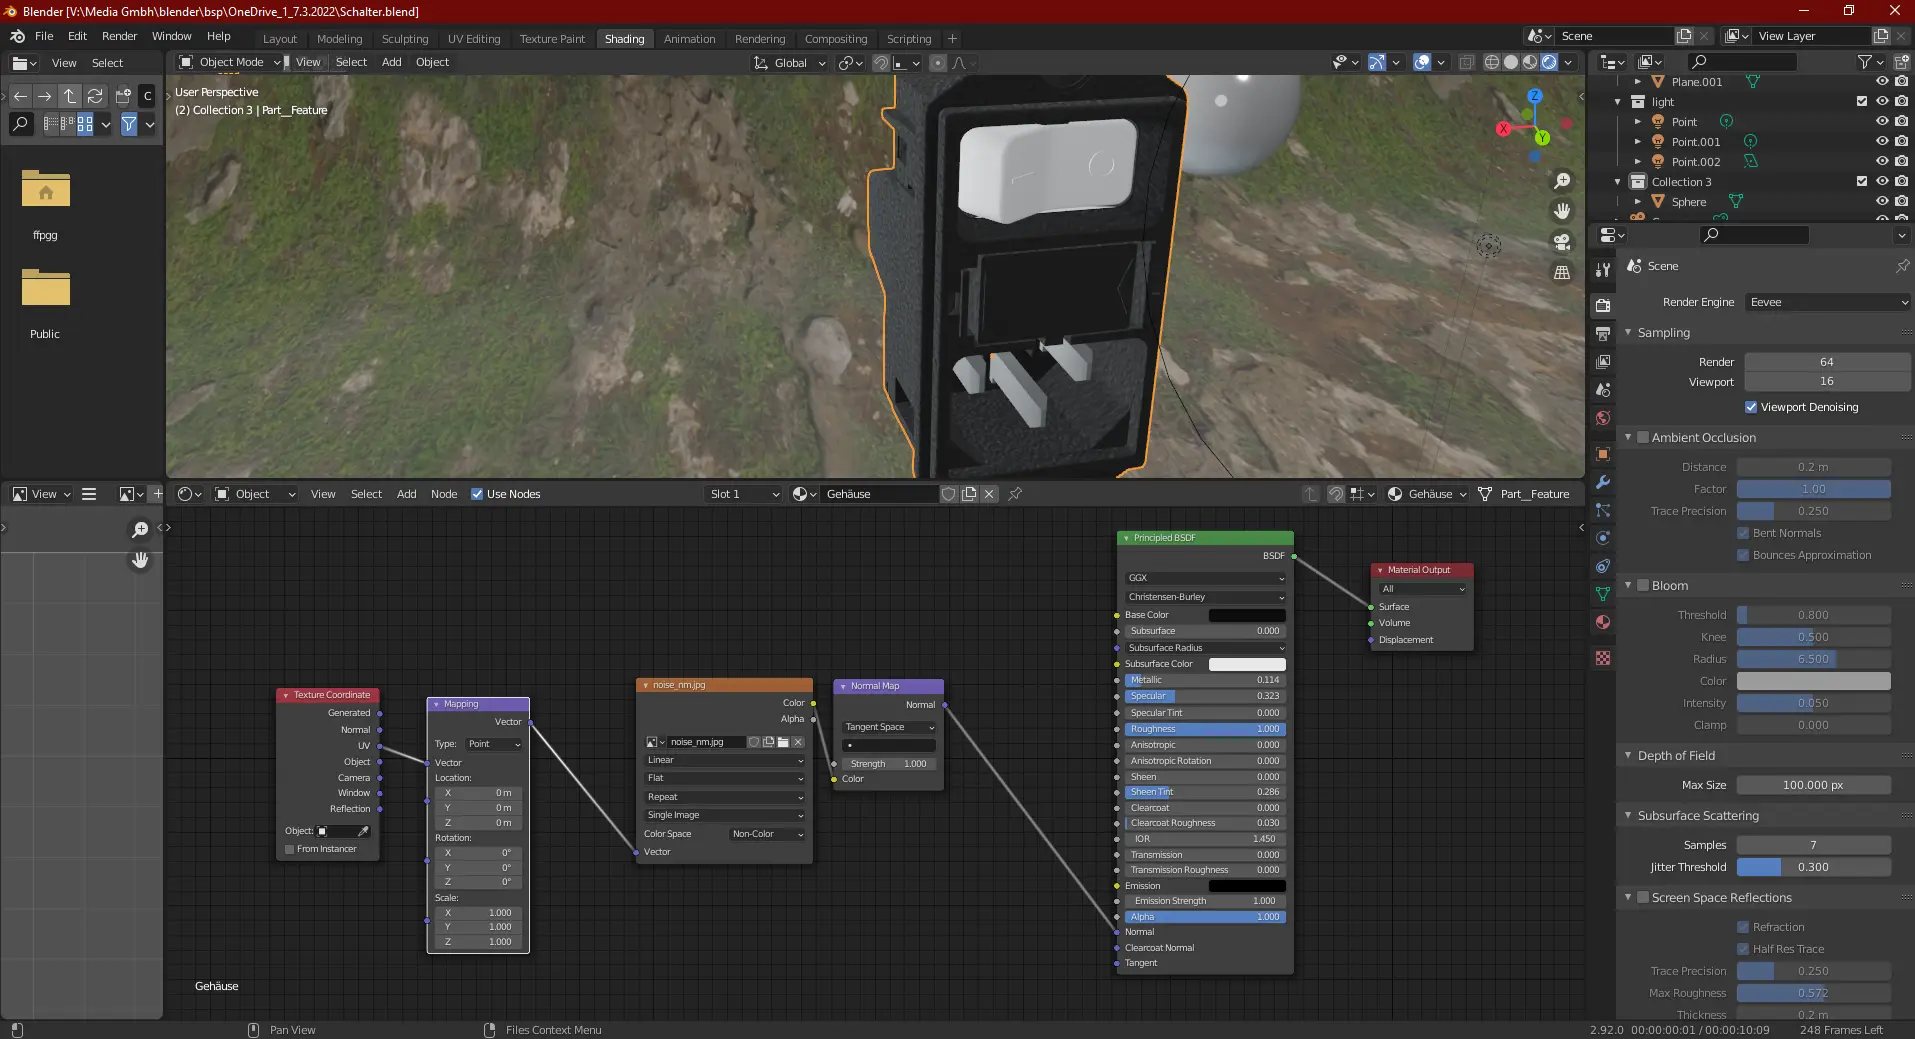 Blender [V:\Media Gmbh\blender\bsp\OneDrive_1_7.3.2022\Schalter.blend]
File Edit Render Window Help
Layout Modeling Sculpting UV Editing Texture Paint Shading Animation Rendering Compositing Scripting +
Scene
View Layer
View Select
Object Mode View Select Add Object
Global
User Perspective
(2) Collection 3 | Part__Feature
C
ffpgg
Public
Z
X
Y
Plane.001
light
Point
Point.001
Point.002
Collection 3
Sphere
Scene
Render Engine Eevee
Sampling
Render 64
Viewport 16
Viewport Denoising
Ambient Occlusion
Distance 0.2 m
Factor 1.00
Trace Precision 0.250
Bent Normals
Bounces Approximation
Bloom
Threshold 0.800
Knee 0.500
Radius 6.500
Color
Intensity 0.050
Clamp 0.000
Depth of Field
Max Size 100.000 px
Subsurface Scattering
Samples 7
Jitter Threshold 0.300
Screen Space Reflections
Refraction
Half Res Trace
Trace Precision 0.250
Max Roughness 0.572
Thickness 0.2 m
View
Object View Select Add Node Use Nodes
Slot 1
Gehäuse
Gehäuse
Part__Feature
Texture Coordinate
Generated
Normal
UV
Object
Camera
Window
Reflection
Object:
From Instancer
Mapping
Vector
Type: Point
Vector
Location:
X 0 m
Y 0 m
Z 0 m
Rotation:
X 0°
Y 0°
Z 0°
Scale:
X 1.000
Y 1.000
Z 1.000
noise_nm.jpg
Color
Alpha
noise_nm.jpg
Linear
Flat
Repeat
Single Image
Color Space Non-Color
Vector
Normal Map
Normal
Tangent Space
Strength 1.000
Color
Principled BSDF
BSDF
GGX
Christensen-Burley
Base Color
Subsurface 0.000
Subsurface Radius
Subsurface Color
Metallic 0.114
Specular 0.323
Specular Tint 0.000
Roughness 1.000
Anisotropic 0.000
Anisotropic Rotation 0.000
Sheen 0.000
Sheen Tint 0.286
Clearcoat 0.000
Clearcoat Roughness 0.030
IOR 1.450
Transmission 0.000
Transmission Roughness 0.000
Emission
Emission Strength 1.000
Alpha 1.000
Normal
Clearcoat Normal
Tangent
Material Output
All
Surface
Volume
Displacement
Gehäuse
Pan View
Files Context Menu
2.92.0 00:00:00:01 / 00:00:10:09 248 Frames Left